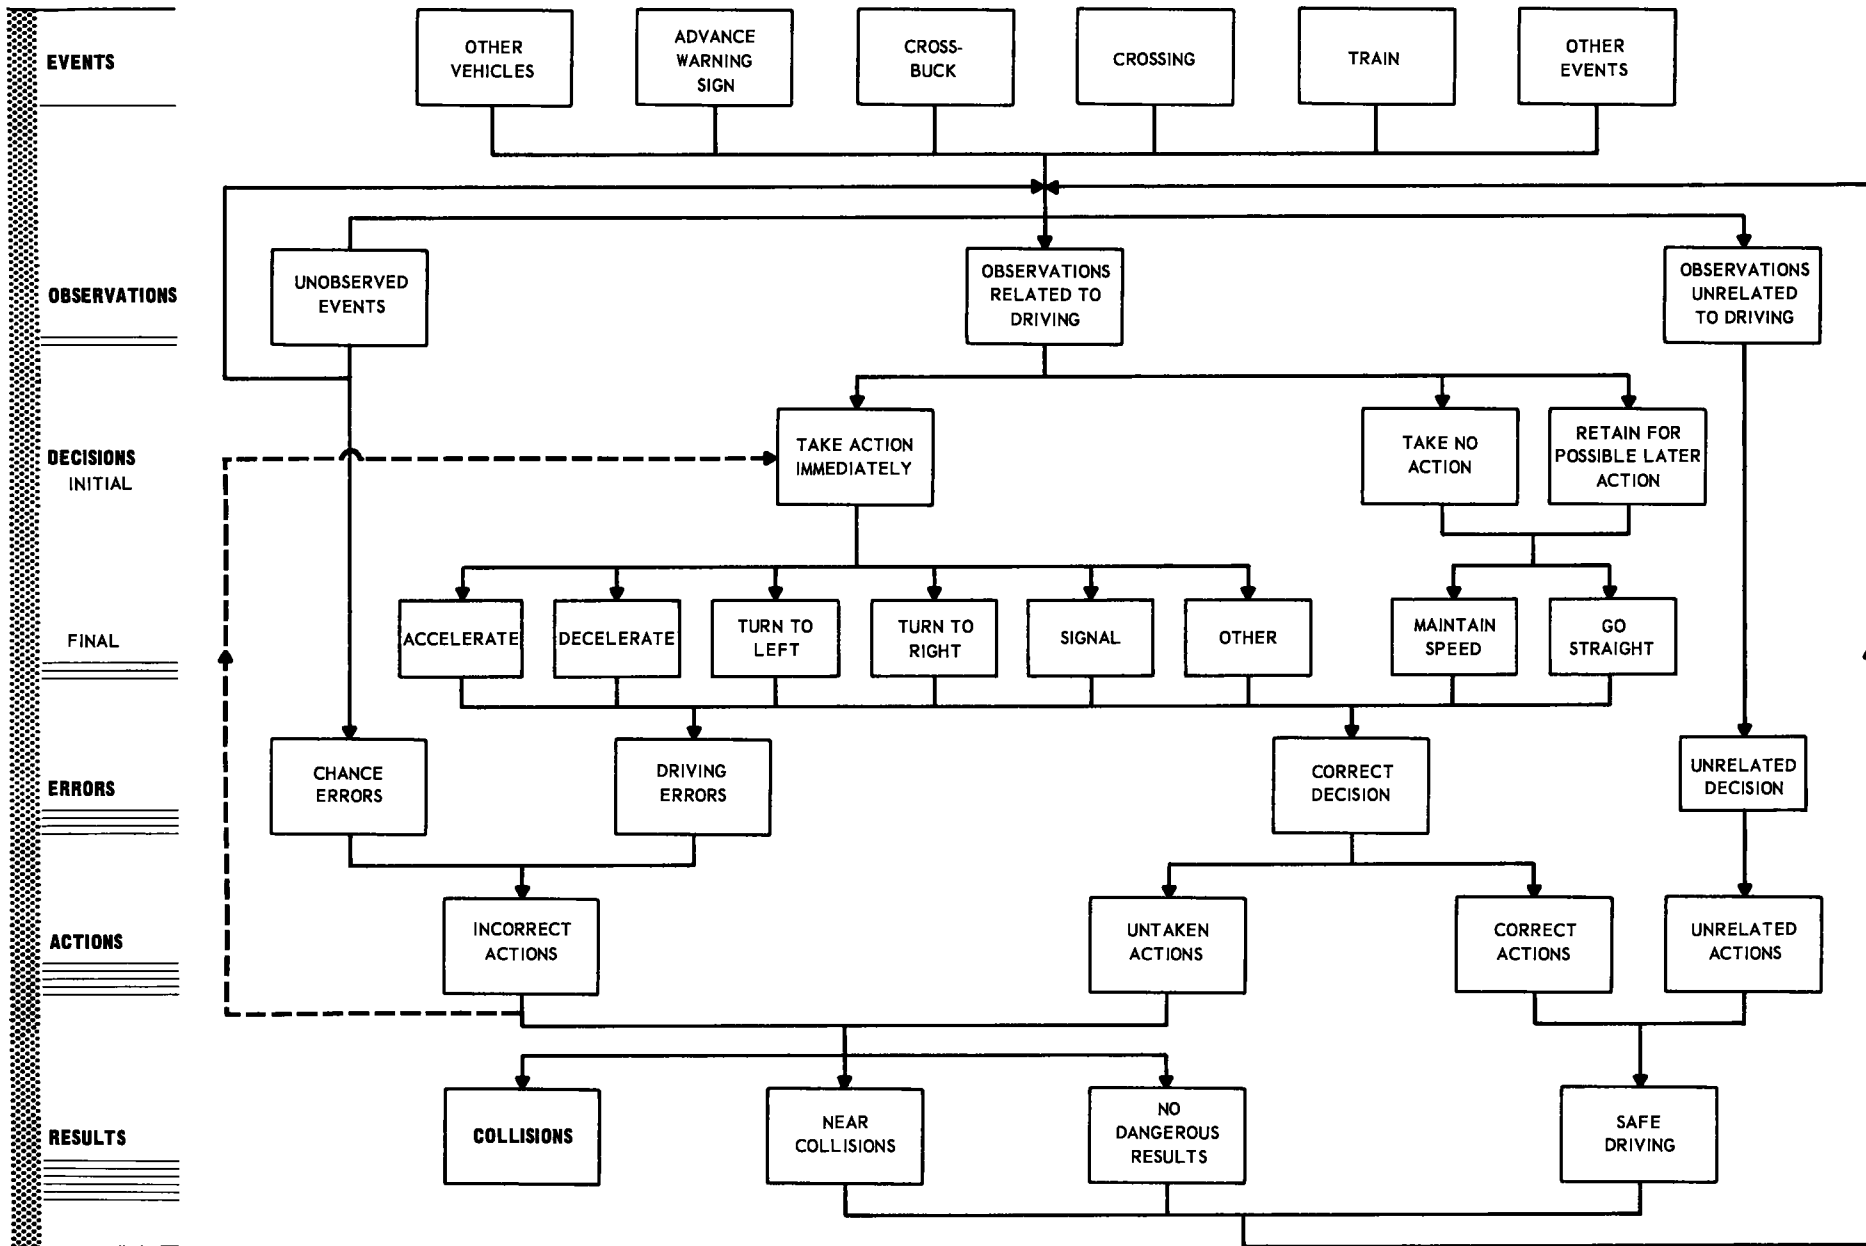 EVENTS
OTHER
VEHICLES
ADVANCE
WARNING
SIGN
CROSS-
BUCK
CROSSING
TRAIN
OTHER
EVENTS
OBSERVATIONS
UNOBSERVED
EVENTS
OBSERVATIONS
RELATED TO
DRIVING
OBSERVATIONS
UNRELATED
TO DRIVING
DECISIONS
INITIAL
TAKE ACTION
IMMEDIATELY
TAKE NO
ACTION
RETAIN FOR
POSSIBLE LATER
ACTION
FINAL
ACCELERATE
DECELERATE
TURN TO
LEFT
TURN TO
RIGHT
SIGNAL
OTHER
MAINTAIN
SPEED
GO
STRAIGHT
ERRORS
CHANCE
ERRORS
DRIVING
ERRORS
CORRECT
DECISION
UNRELATED
DECISION
ACTIONS
INCORRECT
ACTIONS
UNTAKEN
ACTIONS
CORRECT
ACTIONS
UNRELATED
ACTIONS
RESULTS
COLLISIONS
NEAR
COLLISIONS
NO
DANGEROUS
RESULTS
SAFE
DRIVING